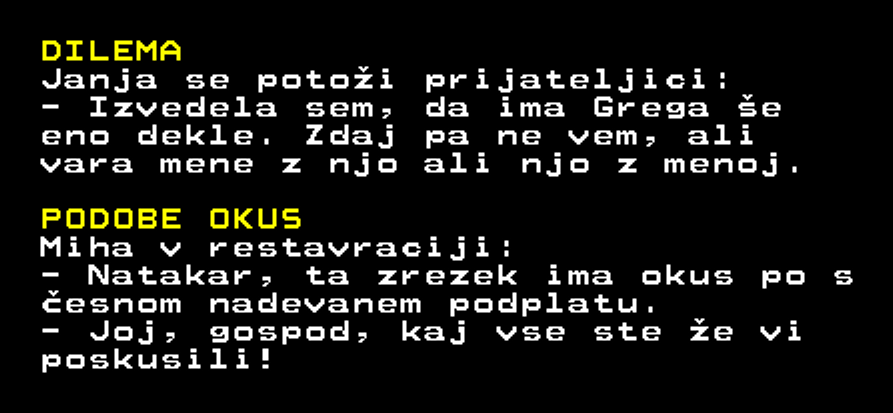 DILEMA
Janja se potoži prijateljici:
- Izvedela sem, da ima Grega še
eno dekle. Zdaj pa ne vem, ali
vara mene z njo ali njo z menoj.
PODOBE OKUS
Miha v restavraciji:
- Natakar, ta zrezek ima okus po s
česnom nadevanem podplatu.
- Joj, gospod, kaj vse ste že vi
poskusili!